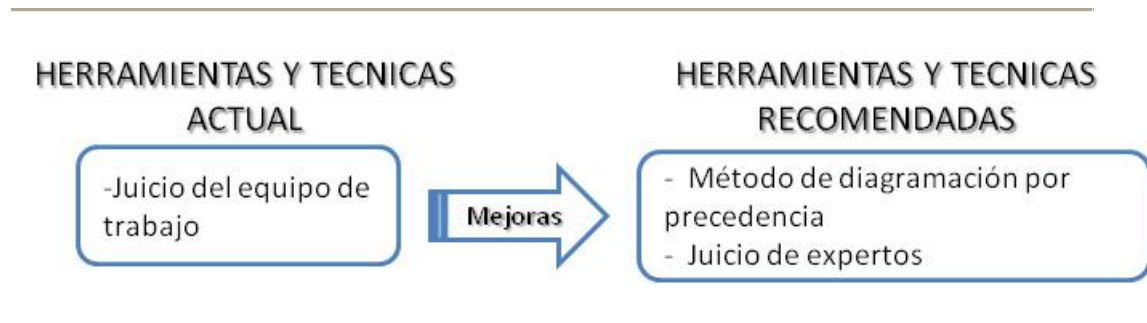 HERRAMIENTAS Y TECNICAS
ACTUAL
-Juicio del equipo de
trabajo
Mejoras
HERRAMIENTAS Y TECNICAS
RECOMENDADAS
- Método de diagramación por
precedencia
- Juicio de expertos